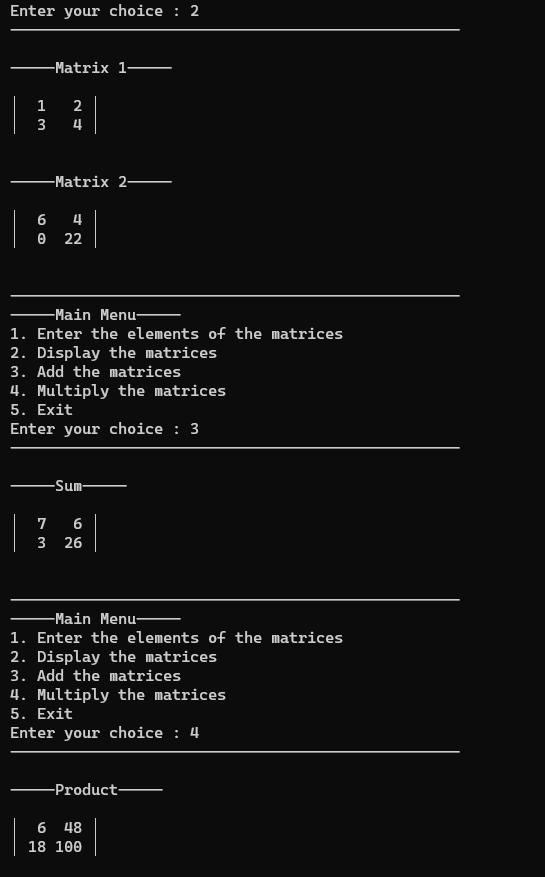 Enter your choice : 2
──────────────────────────────────────────────────
─────Matrix 1─────
│  1   2 │
│  3   4 │
─────Matrix 2─────
│  6   4 │
│  0  22 │
──────────────────────────────────────────────────
─────Main Menu─────
1. Enter the elements of the matrices
2. Display the matrices
3. Add the matrices
4. Multiply the matrices
5. Exit
Enter your choice : 3
──────────────────────────────────────────────────
─────Sum─────
│  7   6 │
│  3  26 │
──────────────────────────────────────────────────
─────Main Menu─────
1. Enter the elements of the matrices
2. Display the matrices
3. Add the matrices
4. Multiply the matrices
5. Exit
Enter your choice : 4
──────────────────────────────────────────────────
─────Product─────
│  6  48 │
│ 18 100 │